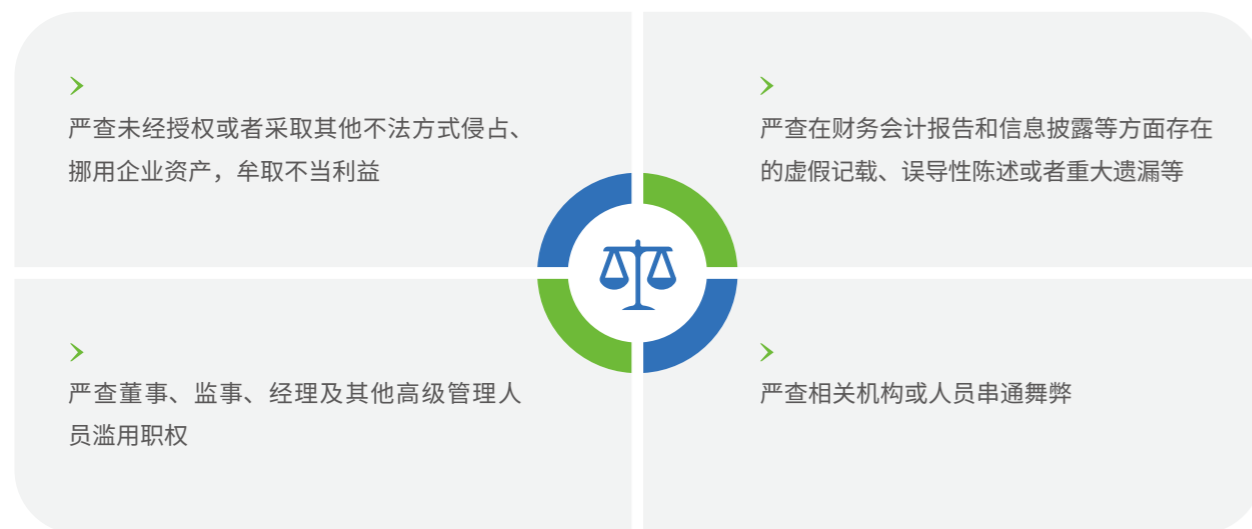 严查未经授权或者采取其他不法方式侵占、
挪用企业资产，牟取不当利益
严查在财务会计报告和信息披露等方面存在
的虚假记载、误导性陈述或者重大遗漏等
严查董事、监事、经理及其他高级管理人
员滥用职权
严查相关机构或人员串通舞弊